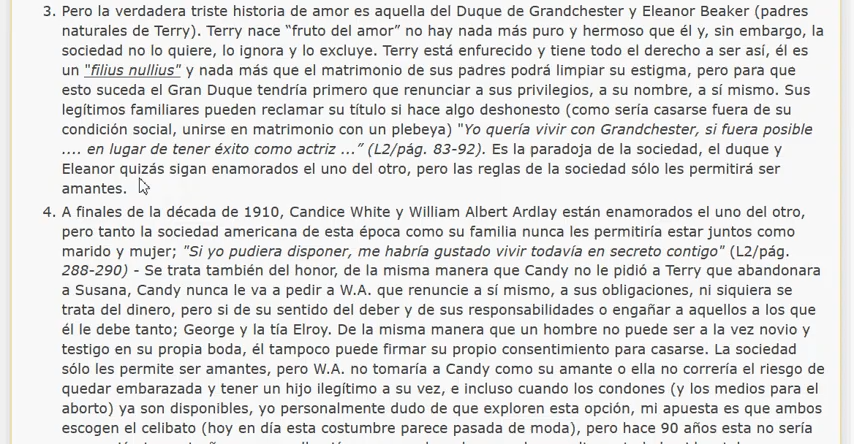 3. Pero la verdadera triste historia de amor es aquella del Duque de Grandchester y Eleanor Beaker (padres
naturales de Terry). Terry nace “fruto del amor” no hay nada más puro y hermoso que él y, sin embargo, la
sociedad no lo quiere, lo ignora y lo excluye. Terry está enfurecido y tiene todo el derecho a ser así, él es
un "filius nullius" y nada más que el matrimonio de sus padres podrá limpiar su estigma, pero para que
esto suceda el Gran Duque tendría primero que renunciar a sus privilegios, a su nombre, a sí mismo. Sus
legítimos familiares pueden reclamar su título si hace algo deshonesto (como sería casarse fuera de su
condición social, unirse en matrimonio con un plebeya) "Yo quería vivir con Grandchester, si fuera posible
.... en lugar de tener éxito como actriz ...” (L2/pág. 83-92). Es la paradoja de la sociedad, el duque y
Eleanor quizás sigan enamorados el uno del otro, pero las reglas de la sociedad sólo les permitirá ser
amantes.
4. A finales de la década de 1910, Candice White y William Albert Ardlay están enamorados el uno del otro,
pero tanto la sociedad americana de esta época como su familia nunca les permitiría estar juntos como
marido y mujer; "Si yo pudiera disponer, me habría gustado vivir todavía en secreto contigo" (L2/pág.
288-290) - Se trata también del honor, de la misma manera que Candy no le pidió a Terry que abandonara
a Susana, Candy nunca le va a pedir a W.A. que renuncie a sí mismo, a sus obligaciones, ni siquiera se
trata del dinero, pero si de su sentido del deber y de sus responsabilidades o engañar a aquellos a los que
él le debe tanto; George y la tía Elroy. De la misma manera que un hombre no puede ser a la vez novio y
testigo en su propia boda, él tampoco puede firmar su propio consentimiento para casarse. La sociedad
sólo les permite ser amantes, pero W.A. no tomaría a Candy como su amante o ella no correría el riesgo de
quedar embarazada y tener un hijo ilegítimo a su vez, e incluso cuando los condones (y los medios para el
aborto) ya son disponibles, yo personalmente dudo de que exploren esta opción, mi apuesta es que ambos
escogen el celibato (hoy en día esta costumbre parece pasada de moda), pero hace 90 años esta no sería